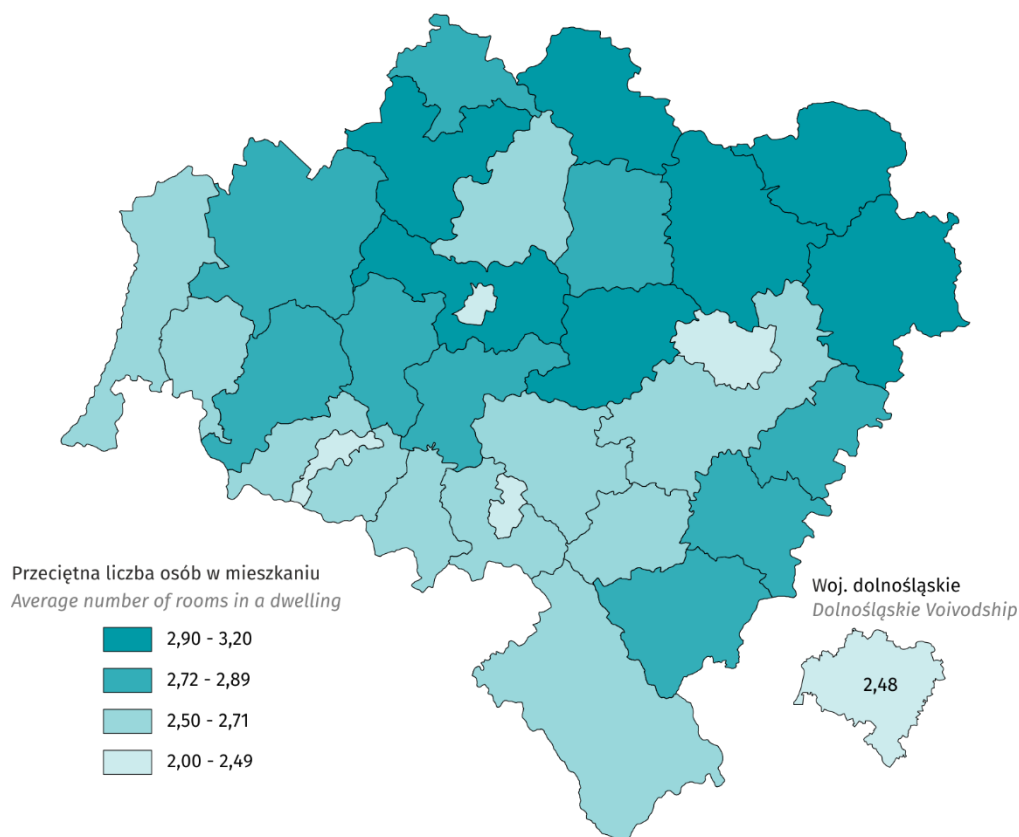 Przeciętna liczba osób w mieszkaniu
Average number of rooms in a dwelling
2,90 - 3,20
2,72 - 2,89
2,50 - 2,71
2,00 - 2,49
Woj. dolnośląskie
Dolnośląskie Voivodship
2,48